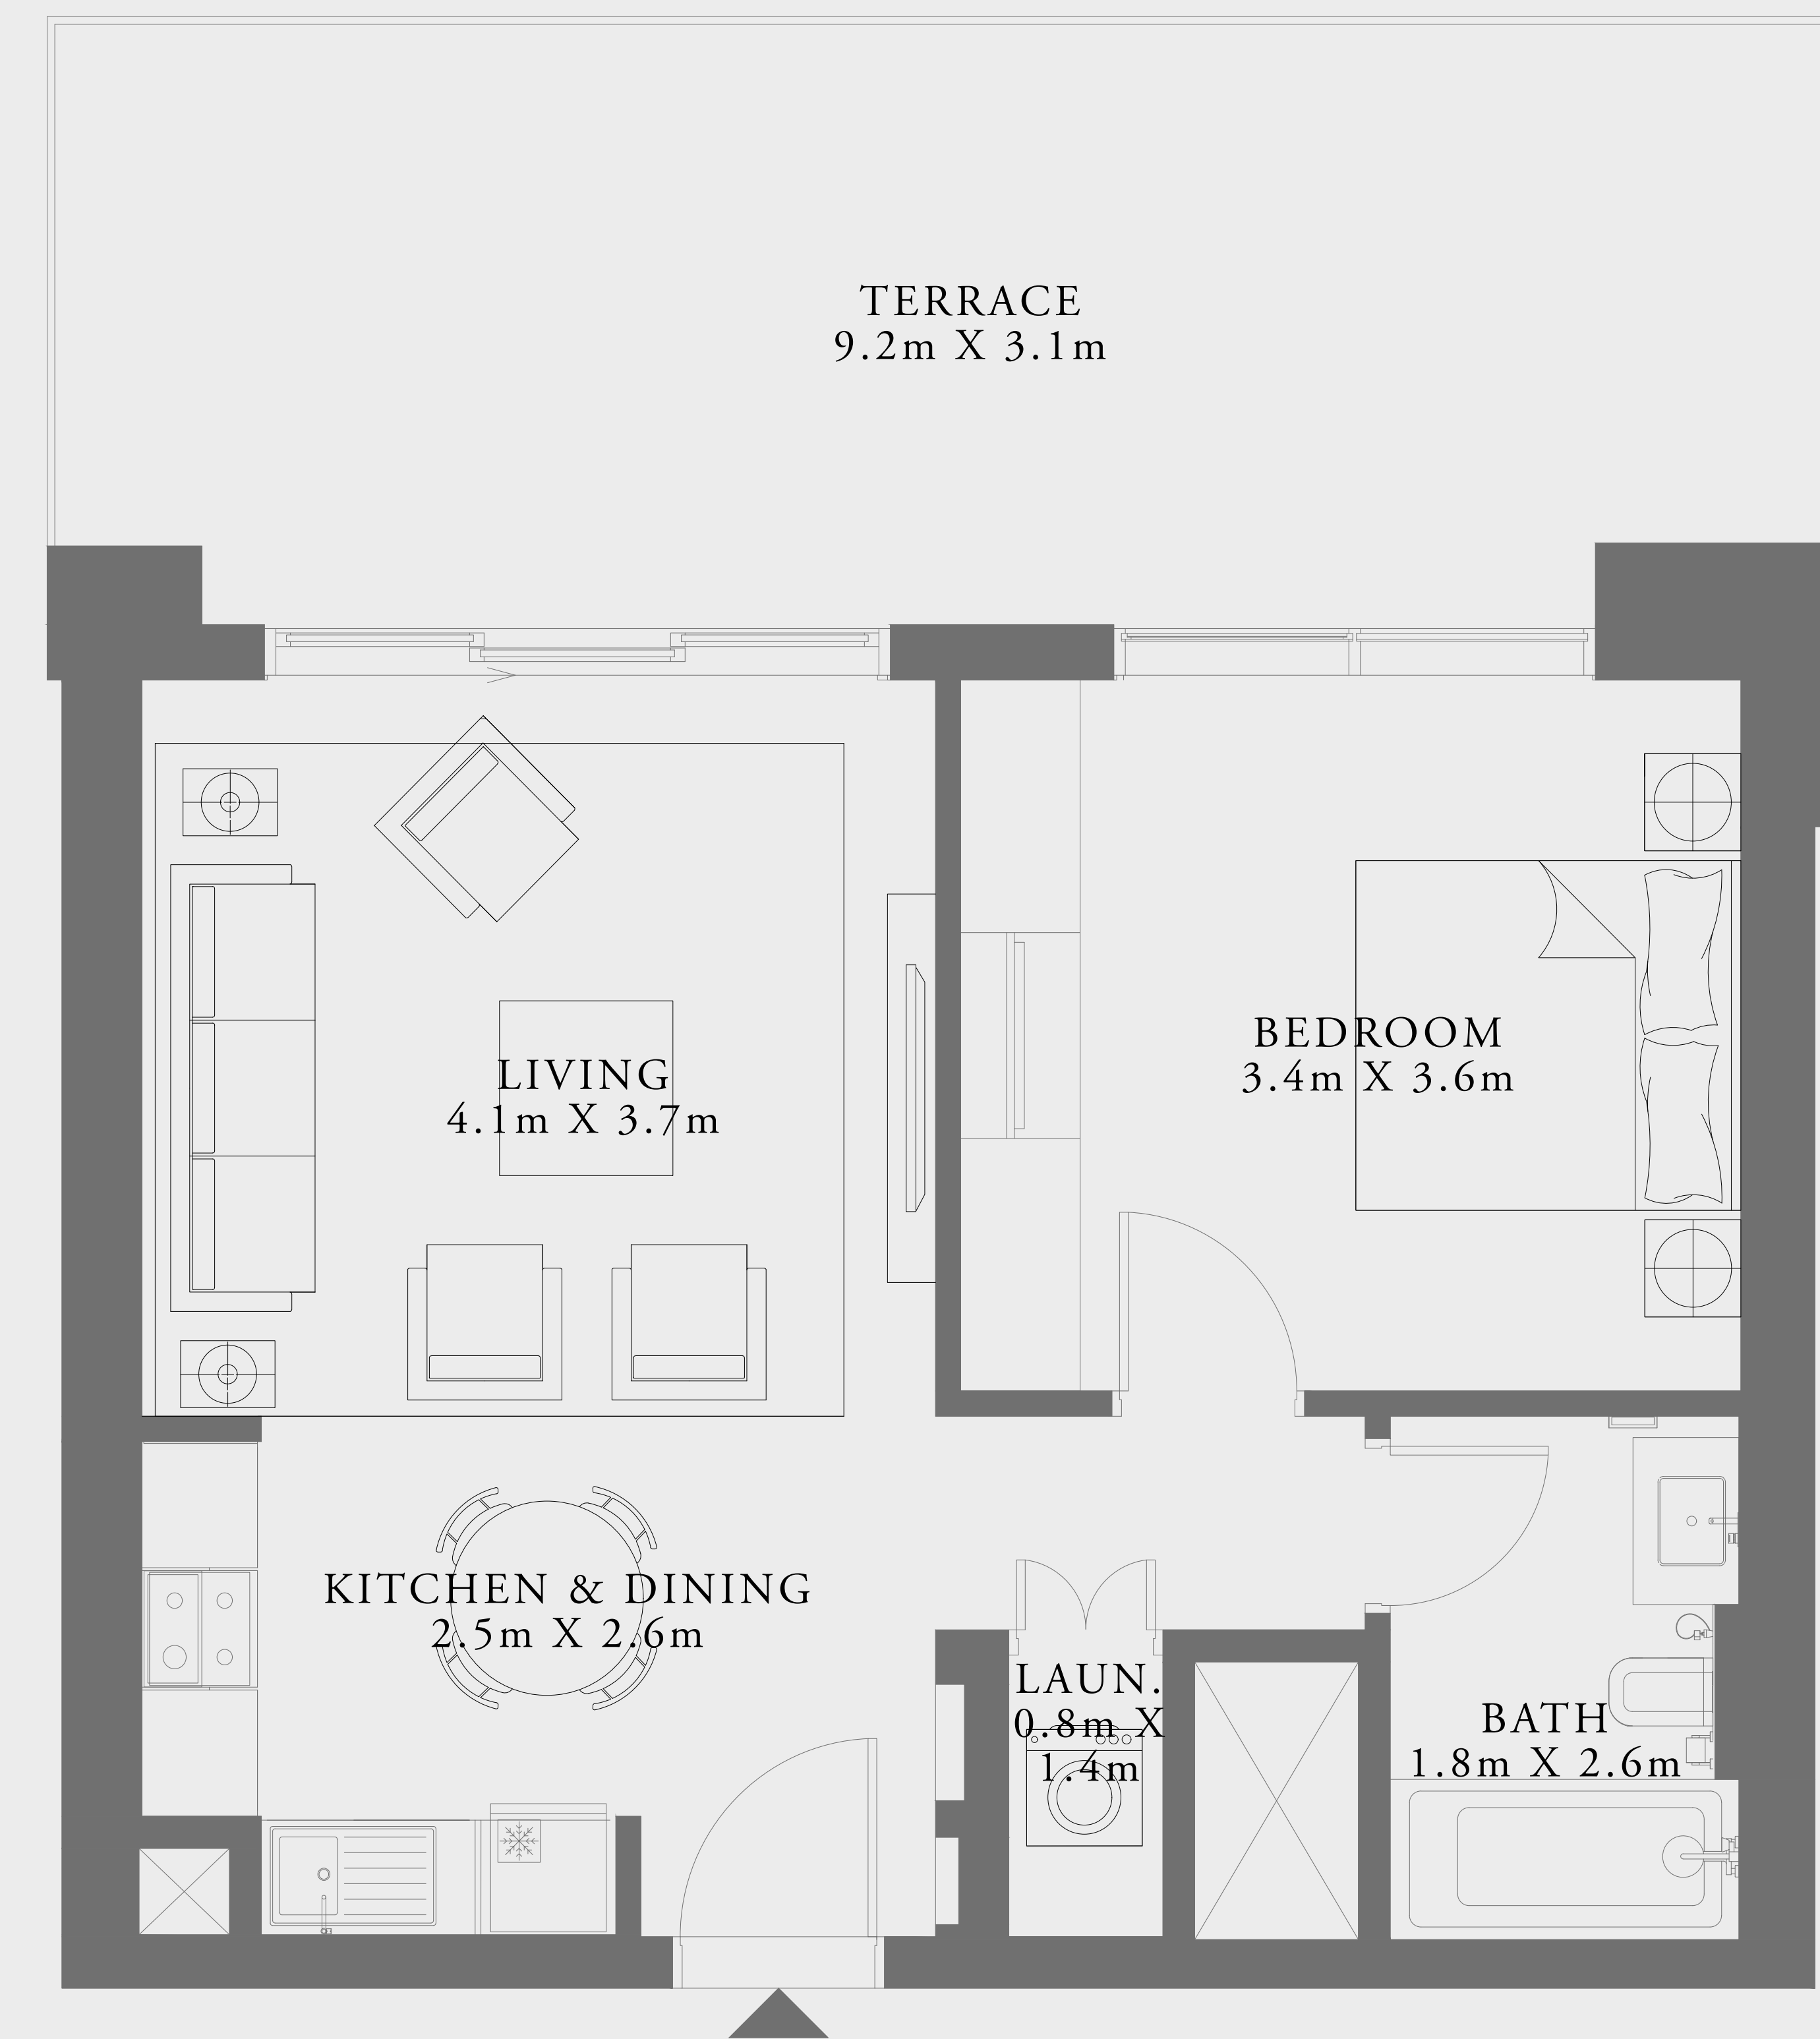 TERRACE
9.2m X 3.1m
BEDROOM
3.4m X 3.6m
LIVING
4.1m X 3.7m
KITCHEN & DINING
2.5m X 2.6m
LAUN.
0.8m X
1.4m
BATH
1.8m X 2.6m